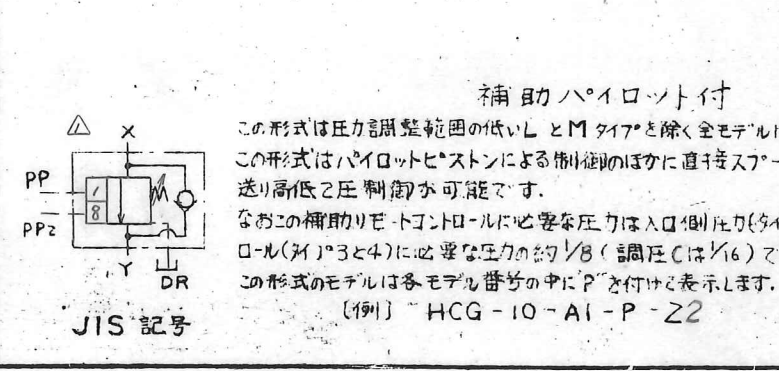 補助パイロット付
この形式は圧力調整範囲の低いLとMタイプを除く全モデルに
この形式はパイロットピストンによる制御のほかに直接スプー
送り高低2圧制御が可能です.
なおこの補助リモートコントロールに必要な圧力は入口側圧力(タイ
ロール(タイプ3と4)に必要な圧力の約1/8(調圧Cは1/16)で
この形式のモデルは各モデル番号の中に"P"を付けて表示します.
[例] HCG-10-A1-P-22
1
X
PP
PP2
1
8
Y
DR
JIS 記号